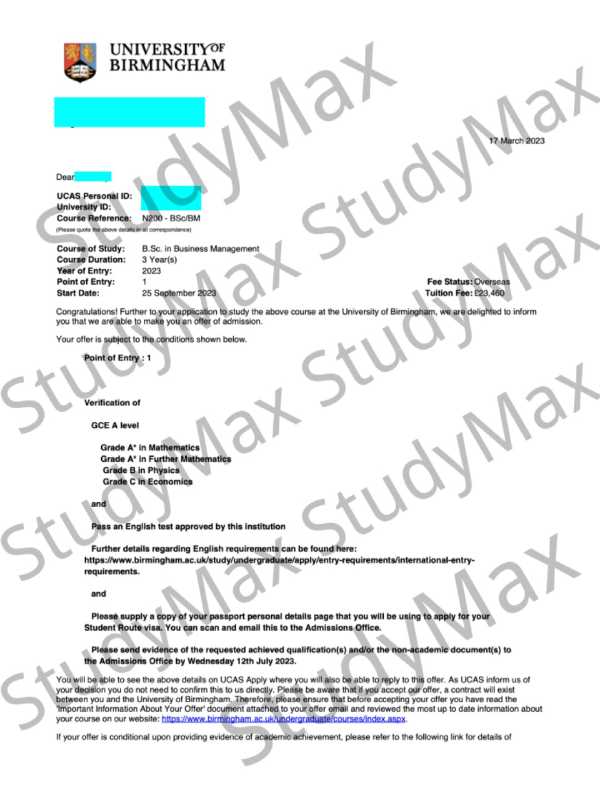 UNIVERSITY OF
BIRMINGHAM
17 March 2023
Dear
UCAS Personal ID:
University ID:
Course Reference: N200 - BSc/BM
(Please quote the above details in all correspondence)
Course of Study: B.Sc. in Business Management
Course Duration: 3 Year(s)
Year of Entry: 2023
Point of Entry: 1 Fee Status: Overseas
Start Date: 25 September 2023 Tuition Fee: £23,460
Congratulations! Further to your application to study the above course at the University of Birmingham, we are delighted to inform
you that we are able to make you an offer of admission.
Your offer is subject to the conditions shown below.
Point of Entry : 1
Verification of
GCE A level
Grade A* in Mathematics
Grade A* in Further Mathematics
Grade B in Physics
Grade C in Economics
and
Pass an English test approved by this institution
Further details regarding English requirements can be found here:
https://www.birmingham.ac.uk/study/undergraduate/apply/entry-requirements/international-entry-
requirements.
and
Please supply a copy of your passport personal details page that you will be using to apply for your
Student Route visa. You can scan and email this to the Admissions Office.
Please send evidence of the requested achieved qualification(s) and/or the non-academic document(s) to
the Admissions Office by Wednesday 12th July 2023.
You will be able to see the above details on UCAS Apply where you will also be able to reply to this offer. As UCAS inform us of
your decision you do not need to confirm this to us directly. Please be aware that if you accept our offer, a contract will exist
between you and the University of Birmingham. Therefore, please ensure that before accepting your offer you have read the
'Important Information About Your Offer' document attached to your offer email and reviewed the most up to date information about
your course on our website: https://www.birmingham.ac.uk/undergraduate/courses/index.aspx.
If your offer is conditional upon providing evidence of academic achievement, please refer to the following link for details of
StudyMax StudyMax
StudyMax StudyMax
StudyMax StudyMax
StudyMax